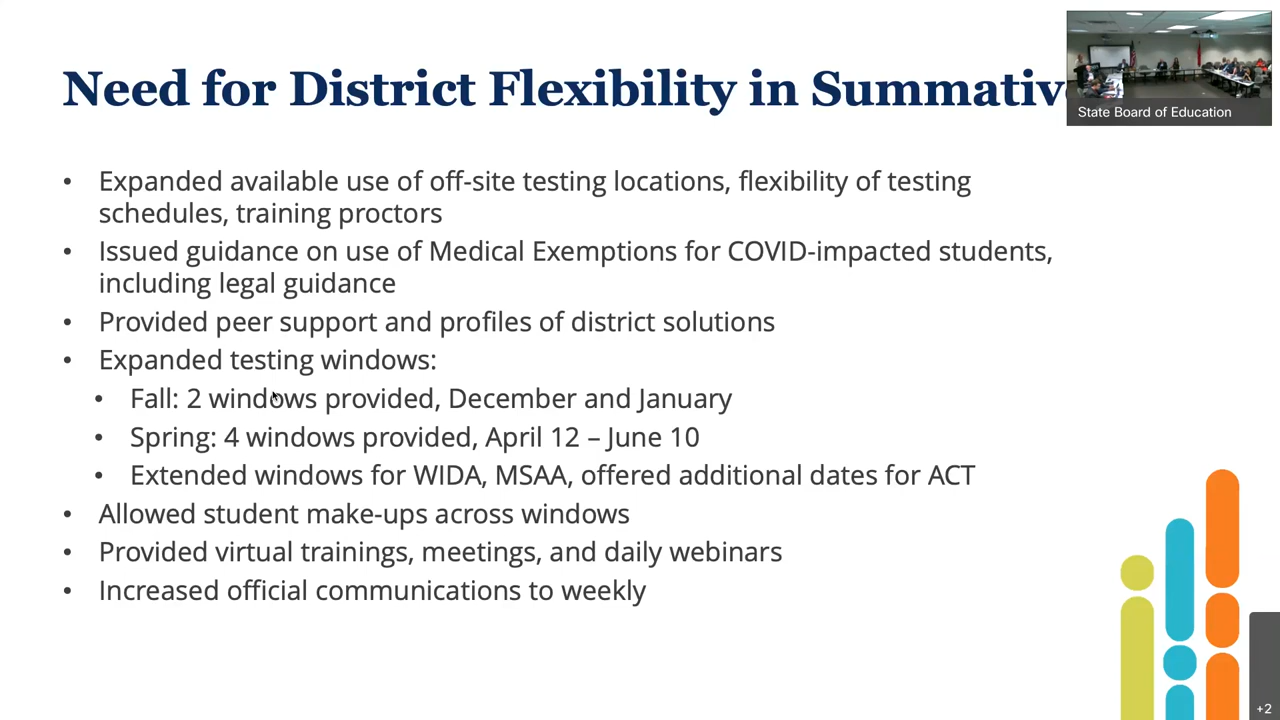 Need for District Flexibility in Summativ
State Board of Education
• Expanded available use of off-site testing locations, flexibility of testing
schedules, training proctors
• Issued guidance on use of Medical Exemptions for COVID-impacted students,
including legal guidance
• Provided peer support and profiles of district solutions
• Expanded testing windows:
• Fall: 2 windows provided, December and January
• Spring: 4 windows provided, April 12 – June 10
• Extended windows for WIDA, MSAA, offered additional dates for ACT
• Allowed student make-ups across windows
• Provided virtual trainings, meetings, and daily webinars
• Increased official communications to weekly
+2